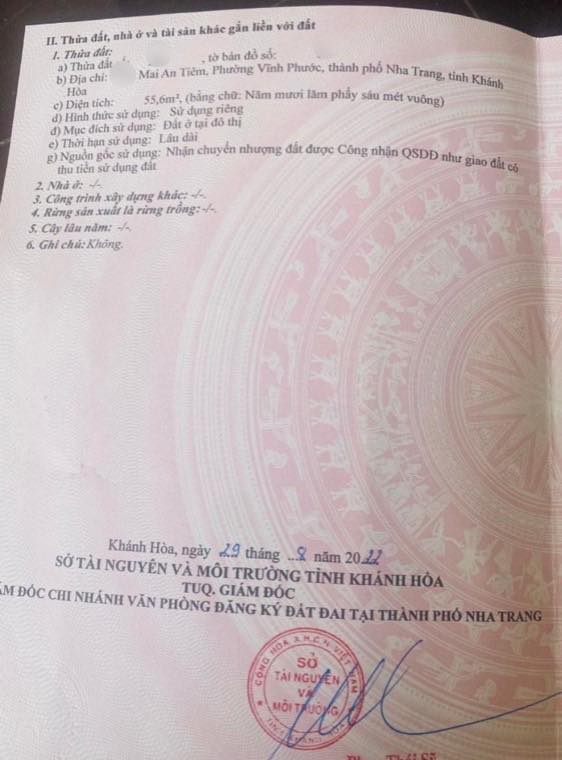 II. Thửa đất, nhà ở và tài sản khác gắn liền với đất
1. Thửa đất:
a) Thửa đất , tờ bản đồ số:
b) Địa chỉ: Mai An Tiêm, Phường Vĩnh Phước, thành phố Nha Trang, tỉnh Khánh
Hòa
c) Diện tích: 55,6m², (bằng chữ: Năm mươi lăm phẩy sáu mét vuông)
d) Hình thức sử dụng: Sử dụng riêng
đ) Mục đích sử dụng: Đất ở tại đô thị
e) Thời hạn sử dụng: Lâu dài
g) Nguồn gốc sử dụng: Nhận chuyển nhượng đất được Công nhận QSDĐ như giao đất có
thu tiền sử dụng đất
2. Nhà ở: -/-.
3. Công trình xây dựng khác: -/-.
4. Rừng sản xuất là rừng trồng: -/-.
5. Cây lâu năm: -/-.
6. Ghi chú: Không.
Khánh Hòa, ngày 29 tháng ..8 năm 2022
SỞ TÀI NGUYÊN VÀ MÔI TRƯỜNG TỈNH KHÁNH HÒA
TUQ. GIÁM ĐỐC
ÁM ĐỐC CHI NHÁNH VĂN PHÒNG ĐĂNG KÝ ĐẤT ĐAI TẠI THÀNH PHỐ NHA TRANG
CỘNG HÒA X.H.C.N VIỆT NAM
SỞ
TÀI NGUYÊN
VÀ
MÔI TRƯỜNG